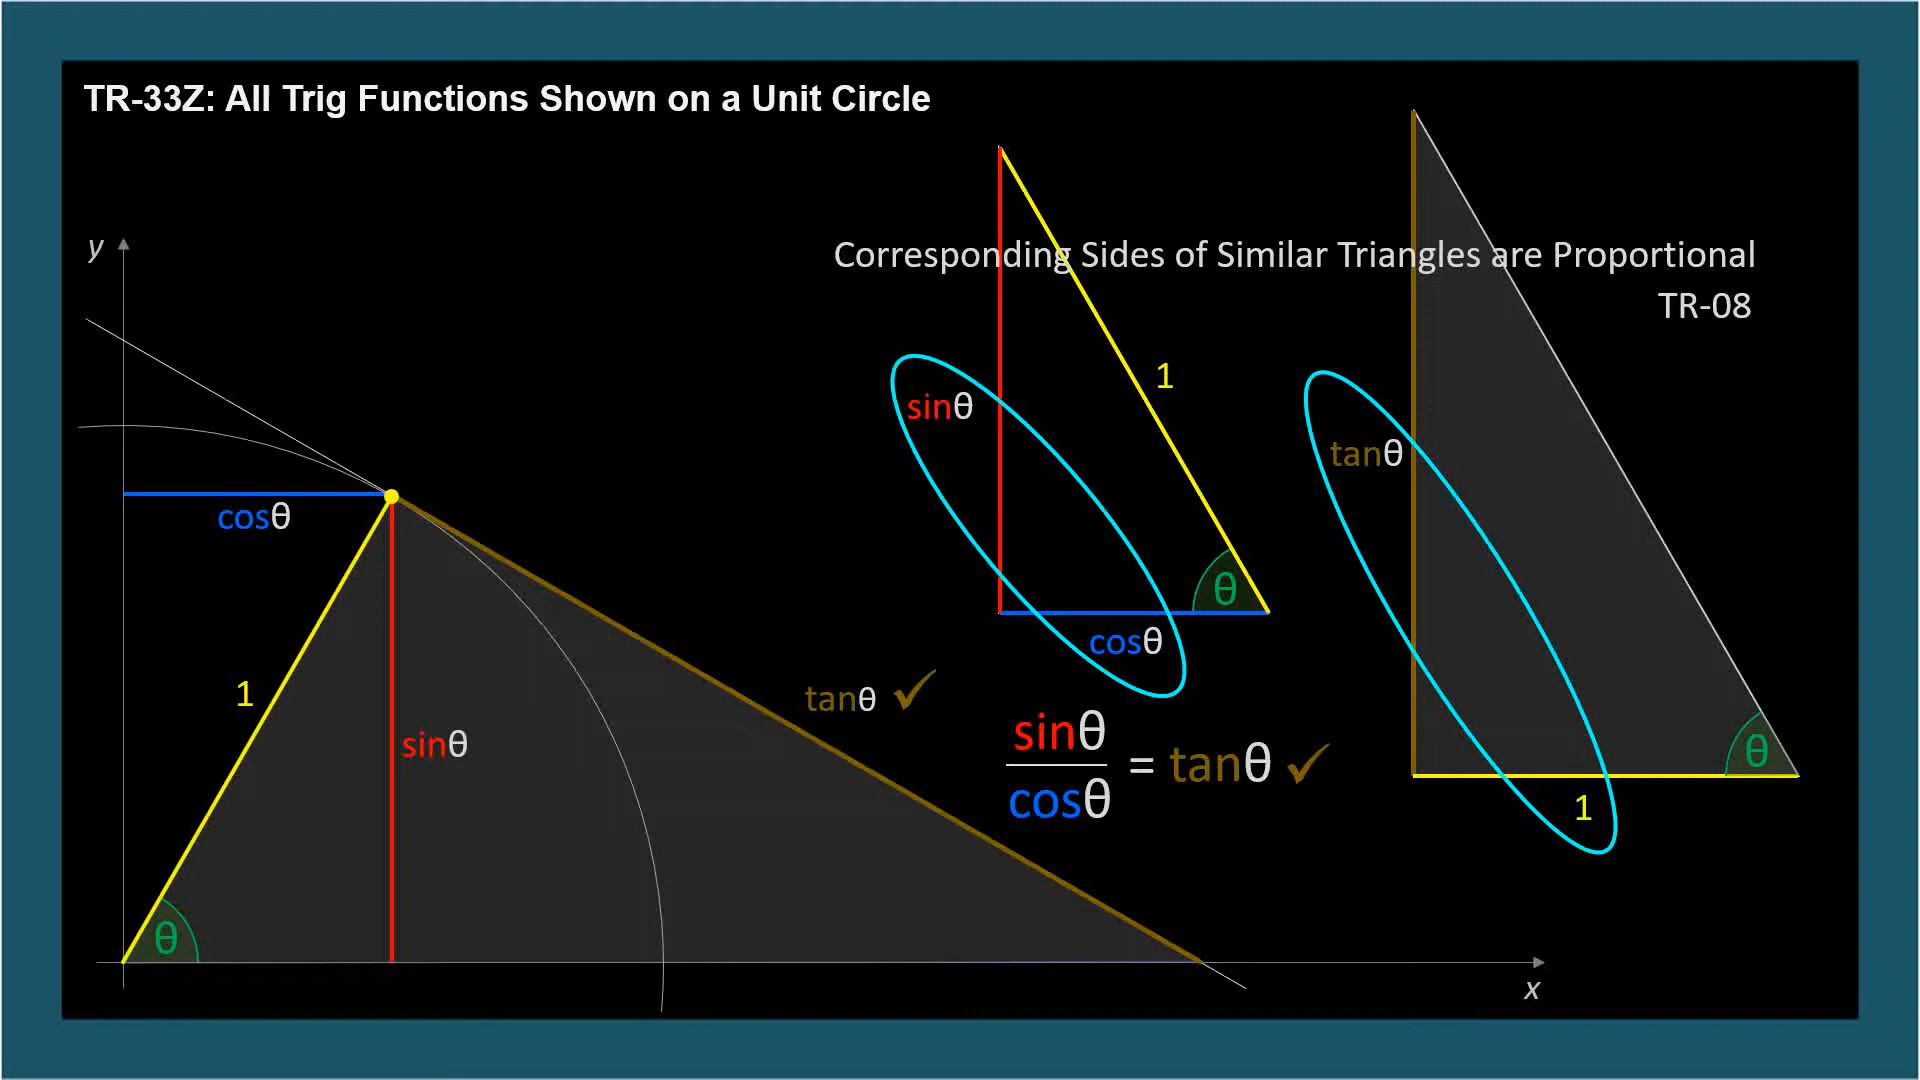 TR-33Z: All Trig Functions Shown on a Unit Circle
y
Corresponding Sides of Similar Triangles are Proportional
TR-08
1
sinθ
tanθ
cosθ
θ
cosθ
1
tanθ ✓
sinθ
sinθ
cosθ
= tanθ ✓
θ
1
θ
x